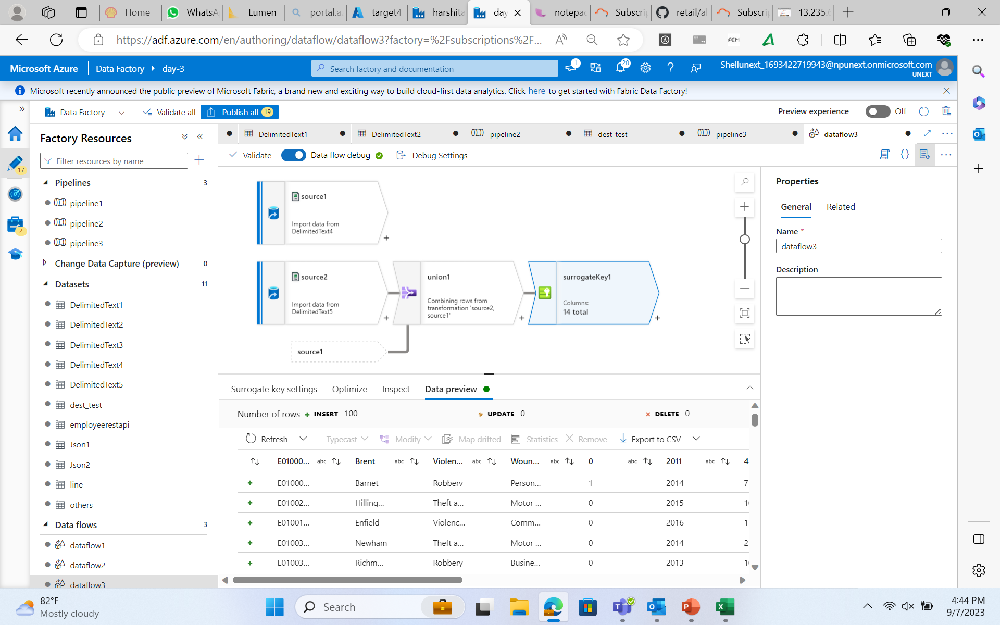 Home
WhatsA
Lumen
portal.a
target4
harshita
day
notepad
Subscrip
retail/al
Subscrip
13.235.6
https://adf.azure.com/en/authoring/dataflow/dataflow3?factory=%2Fsubscriptions%2F...
Microsoft Azure
Data Factory
day-3
Search factory and documentation
1
20
Shellunext_1693422719943@npunext.onmicrosoft.com
UNEXT
Microsoft recently announced the public preview of Microsoft Fabric, a brand new and exciting way to build cloud-first data analytics. Click here to get started with Fabric Data Factory!
Data Factory
Validate all
Publish all 19
Preview experience
Off
17
2
Factory Resources
Filter resources by name
Pipelines 3
pipeline1
pipeline2
pipeline3
Change Data Capture (preview) 0
Datasets 11
DelimitedText1
DelimitedText2
DelimitedText3
DelimitedText4
DelimitedText5
dest_test
employeerestapi
Json1
Json2
line
others
Data flows 3
dataflow1
dataflow2
dataflow3
DelimitedText1
DelimitedText2
pipeline2
dest_test
pipeline3
dataflow3
Validate
Data flow debug
Debug Settings
source1
Import data from
DelimitedText4
source2
Import data from
DelimitedText5
union1
Combining rows from
transformation 'source2,
source1'
surrogateKey1
Columns:
14 total
source1
Properties
General Related
Name *
dataflow3
Description
Surrogate key settings
Optimize
Inspect
Data preview
Number of rows + INSERT 100
UPDATE 0
DELETE 0
Refresh
Typecast
Modify
Map drifted
Statistics
Remove
Export to CSV
E01000... abc Brent abc Violen... abc Woun... abc 0 abc 2011 abc 4
E01000... Barnet Robbery Person... 1 2014 7
E01002... Hilling... Theft a... Motor ... 0 2015 1
E01001... Enfield Violenc... Comm... 0 2016 1
E01003... Newham Theft a... Motor ... 0 2014 2
E01003... Richm... Robbery Busine... 0 2013 1
82°F
Mostly cloudy
Search
4:44 PM
9/7/2023